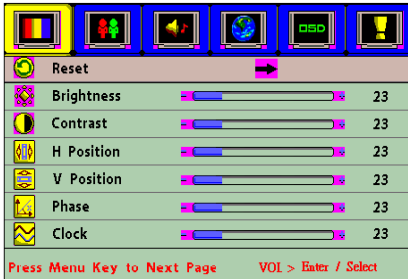 OSD
Reset
Brightness 23
Contrast 23
H Position 23
V Position 23
Phase 23
Clock 23
Press Menu Key to Next Page VOL > Enter / Select